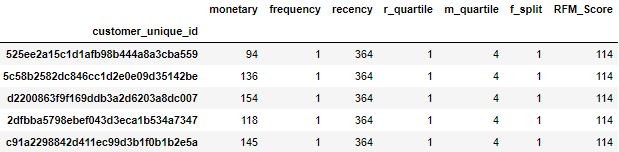 monetary frequency recency r_quartile m_quartile f_split RFM_Score
customer_unique_id
525ee2a15c1d1afb98b444a8a3cba559 94 1 364 1 4 1 114
5c58b2582dc846cc1d2e0e09d35142be 136 1 364 1 4 1 114
d2200863f9f169ddb3a2d6203a8dc007 154 1 364 1 4 1 114
2dfbba5798ebef043d3eca1b534a7347 118 1 364 1 4 1 114
c91a2298842d411ec99d3b1f0b1b2e5a 145 1 364 1 4 1 114